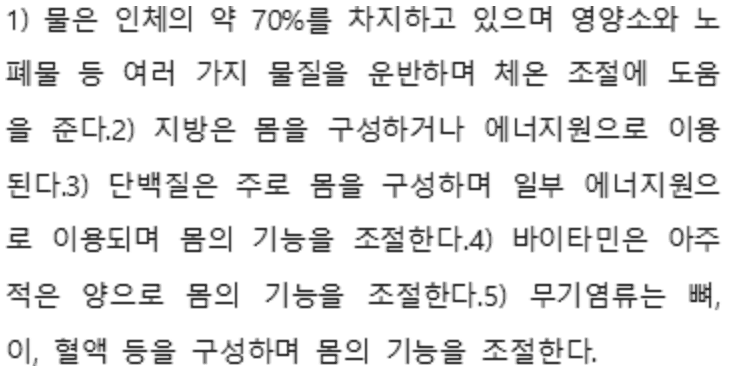 1) 물은 인체의 약 70%를 차지하고 있으며 영양소와 노
폐물 등 여러 가지 물질을 운반하며 체온 조절에 도움
을 준다.2) 지방은 몸을 구성하거나 에너지원으로 이용
된다.3) 단백질은 주로 몸을 구성하며 일부 에너지원으
로 이용되며 몸의 기능을 조절한다.4) 바이타민은 아주
적은 양으로 몸의 기능을 조절한다.5) 무기염류는 뼈,
이, 혈액 등을 구성하며 몸의 기능을 조절한다.